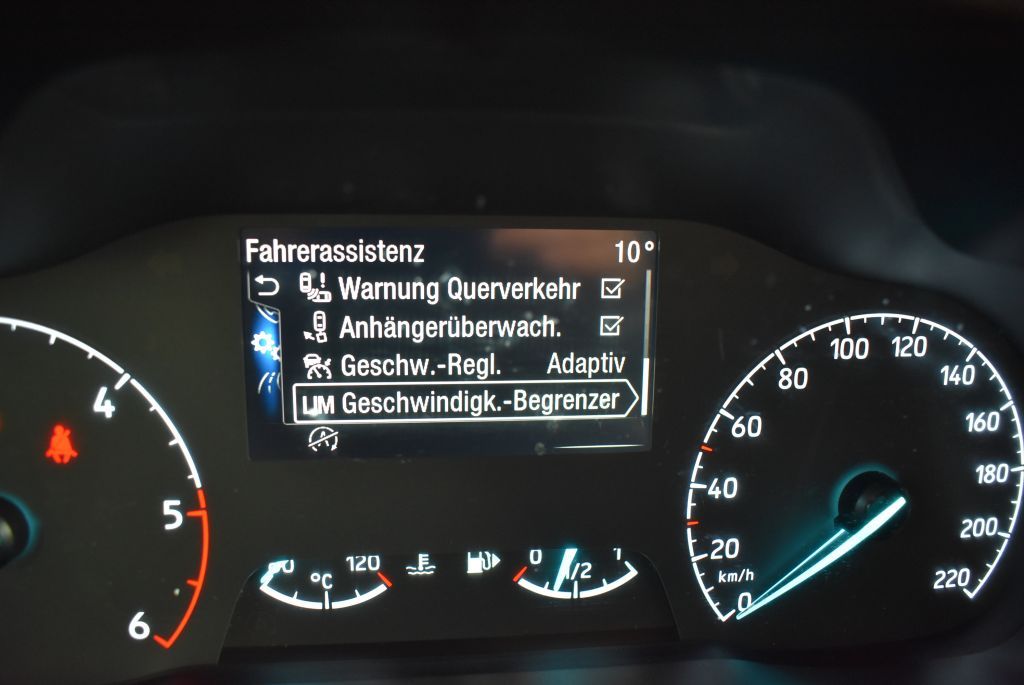 Fahrerassistenz 10°
Warnung Querverkehr
Anhängerüberwach.
Geschw.-Regl. Adaptiv
LIM Geschwindigk.-Begrenzer
4
5
6
120
°C
0
1/2
1
0
20
40
60
80
100
120
140
160
180
200
220
km/h